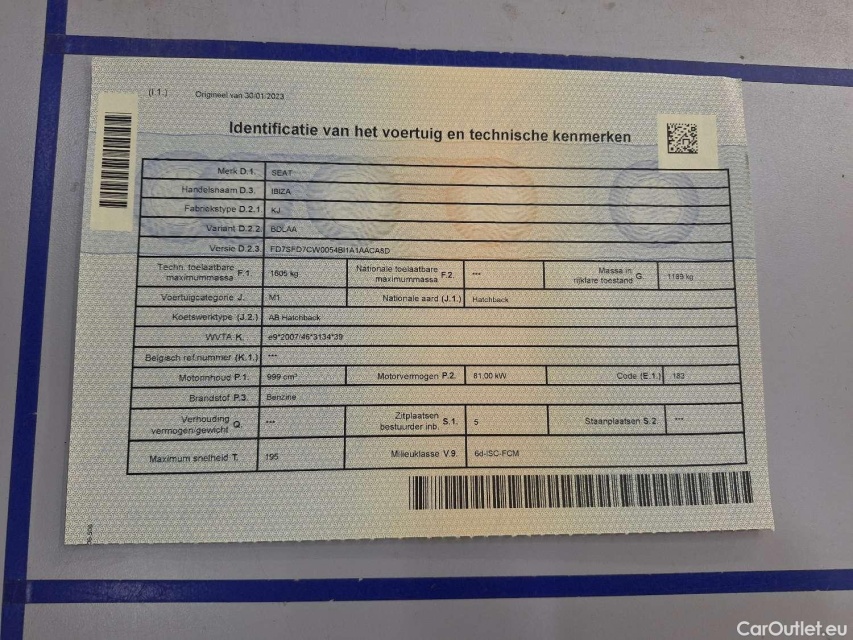 (I.1.) Origineel van 30/01/2023
Identificatie van het voertuig en technische kenmerken
Merk D.1. SEAT
Handelsnaam D.3. IBIZA
Fabriekstype D.2.1 KJ
Variant D.2.2 BDLAA
Versie D.2.3. FD7SFD7CW0054BI1A1AACA8D
Techn. toelaatbare maximummassa F.1. 1605 kg Nationale toelaatbare maximummassa F.2. *** Massa in rijklare toestand G. 1189 kg
Voertuigcategorie J. M1 Nationale aard (J.1.) Hatchback
Koetswerktype (J.2.) AB Hatchback
WVTA K. e9*2007/46*3134*39
Belgisch ref.nummer (K.1.) ***
Motorinhoud P.1. 999 cm³ Motorvermogen P.2. 81.00 kW Code (E.1.) 183
Brandstof P.3. Benzine
Verhouding vermogen/gewicht Q. *** Zitplaatsen bestuurder inb. S.1. 5 Staanplaatsen S.2. ***
Maximum snelheid T. 195 Milieuklasse V.9. 6d-ISC-FCM
CarOutlet.eu